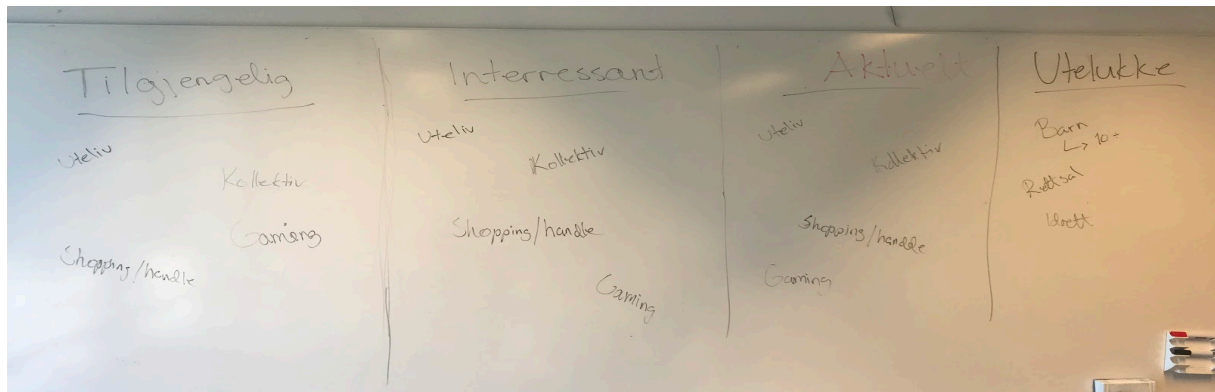 Tilgjengelig
Uteliv
Kollektiv
Gaming
Shopping/handle
Interressant
Uteliv
Kollektiv
Shopping/handle
Gaming
Aktuelt
Uteliv
Kollektiv
Shopping/handle
Gaming
Utelukke
Barn
↳ 10+
Rettsal
Idrett